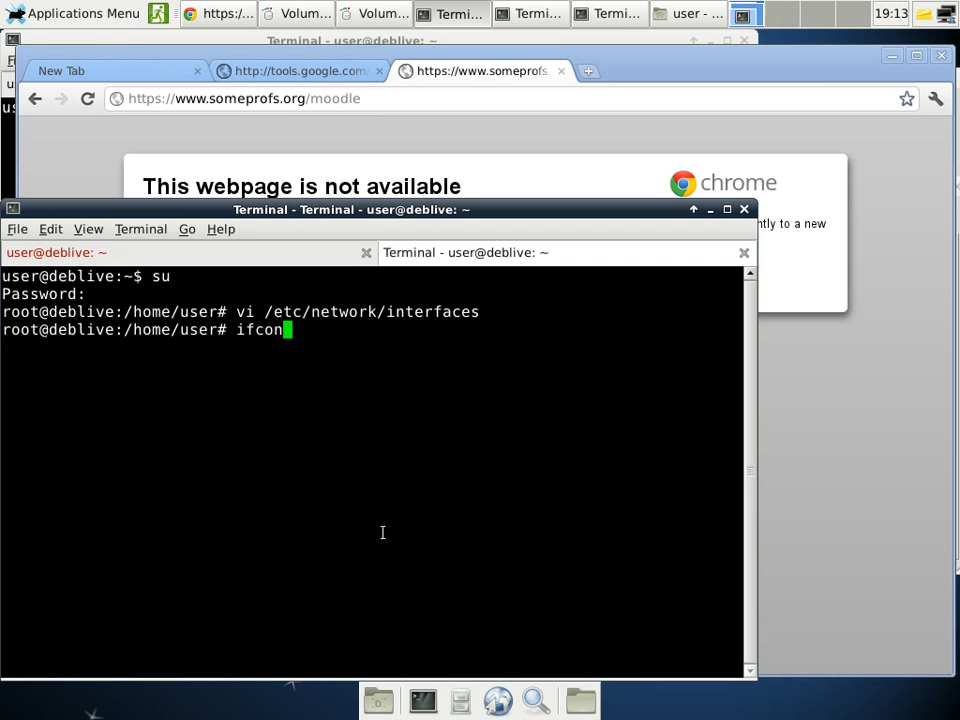 Applications Menu
https:/...
Volum...
Volum...
Termi...
Termi...
Termi...
user - ...
19:13
Terminal - user@deblive: ~
New Tab
http://tools.google.com
https://www.someprofs.
https://www.someprofs.org/moodle
This webpage is not available
chrome
ntly to a new
Terminal - Terminal - user@deblive: ~
File Edit View Terminal Go Help
user@deblive: ~
Terminal - user@deblive: ~
user@deblive:~$ su
Password:
root@deblive:/home/user# vi /etc/network/interfaces
root@deblive:/home/user# ifcon